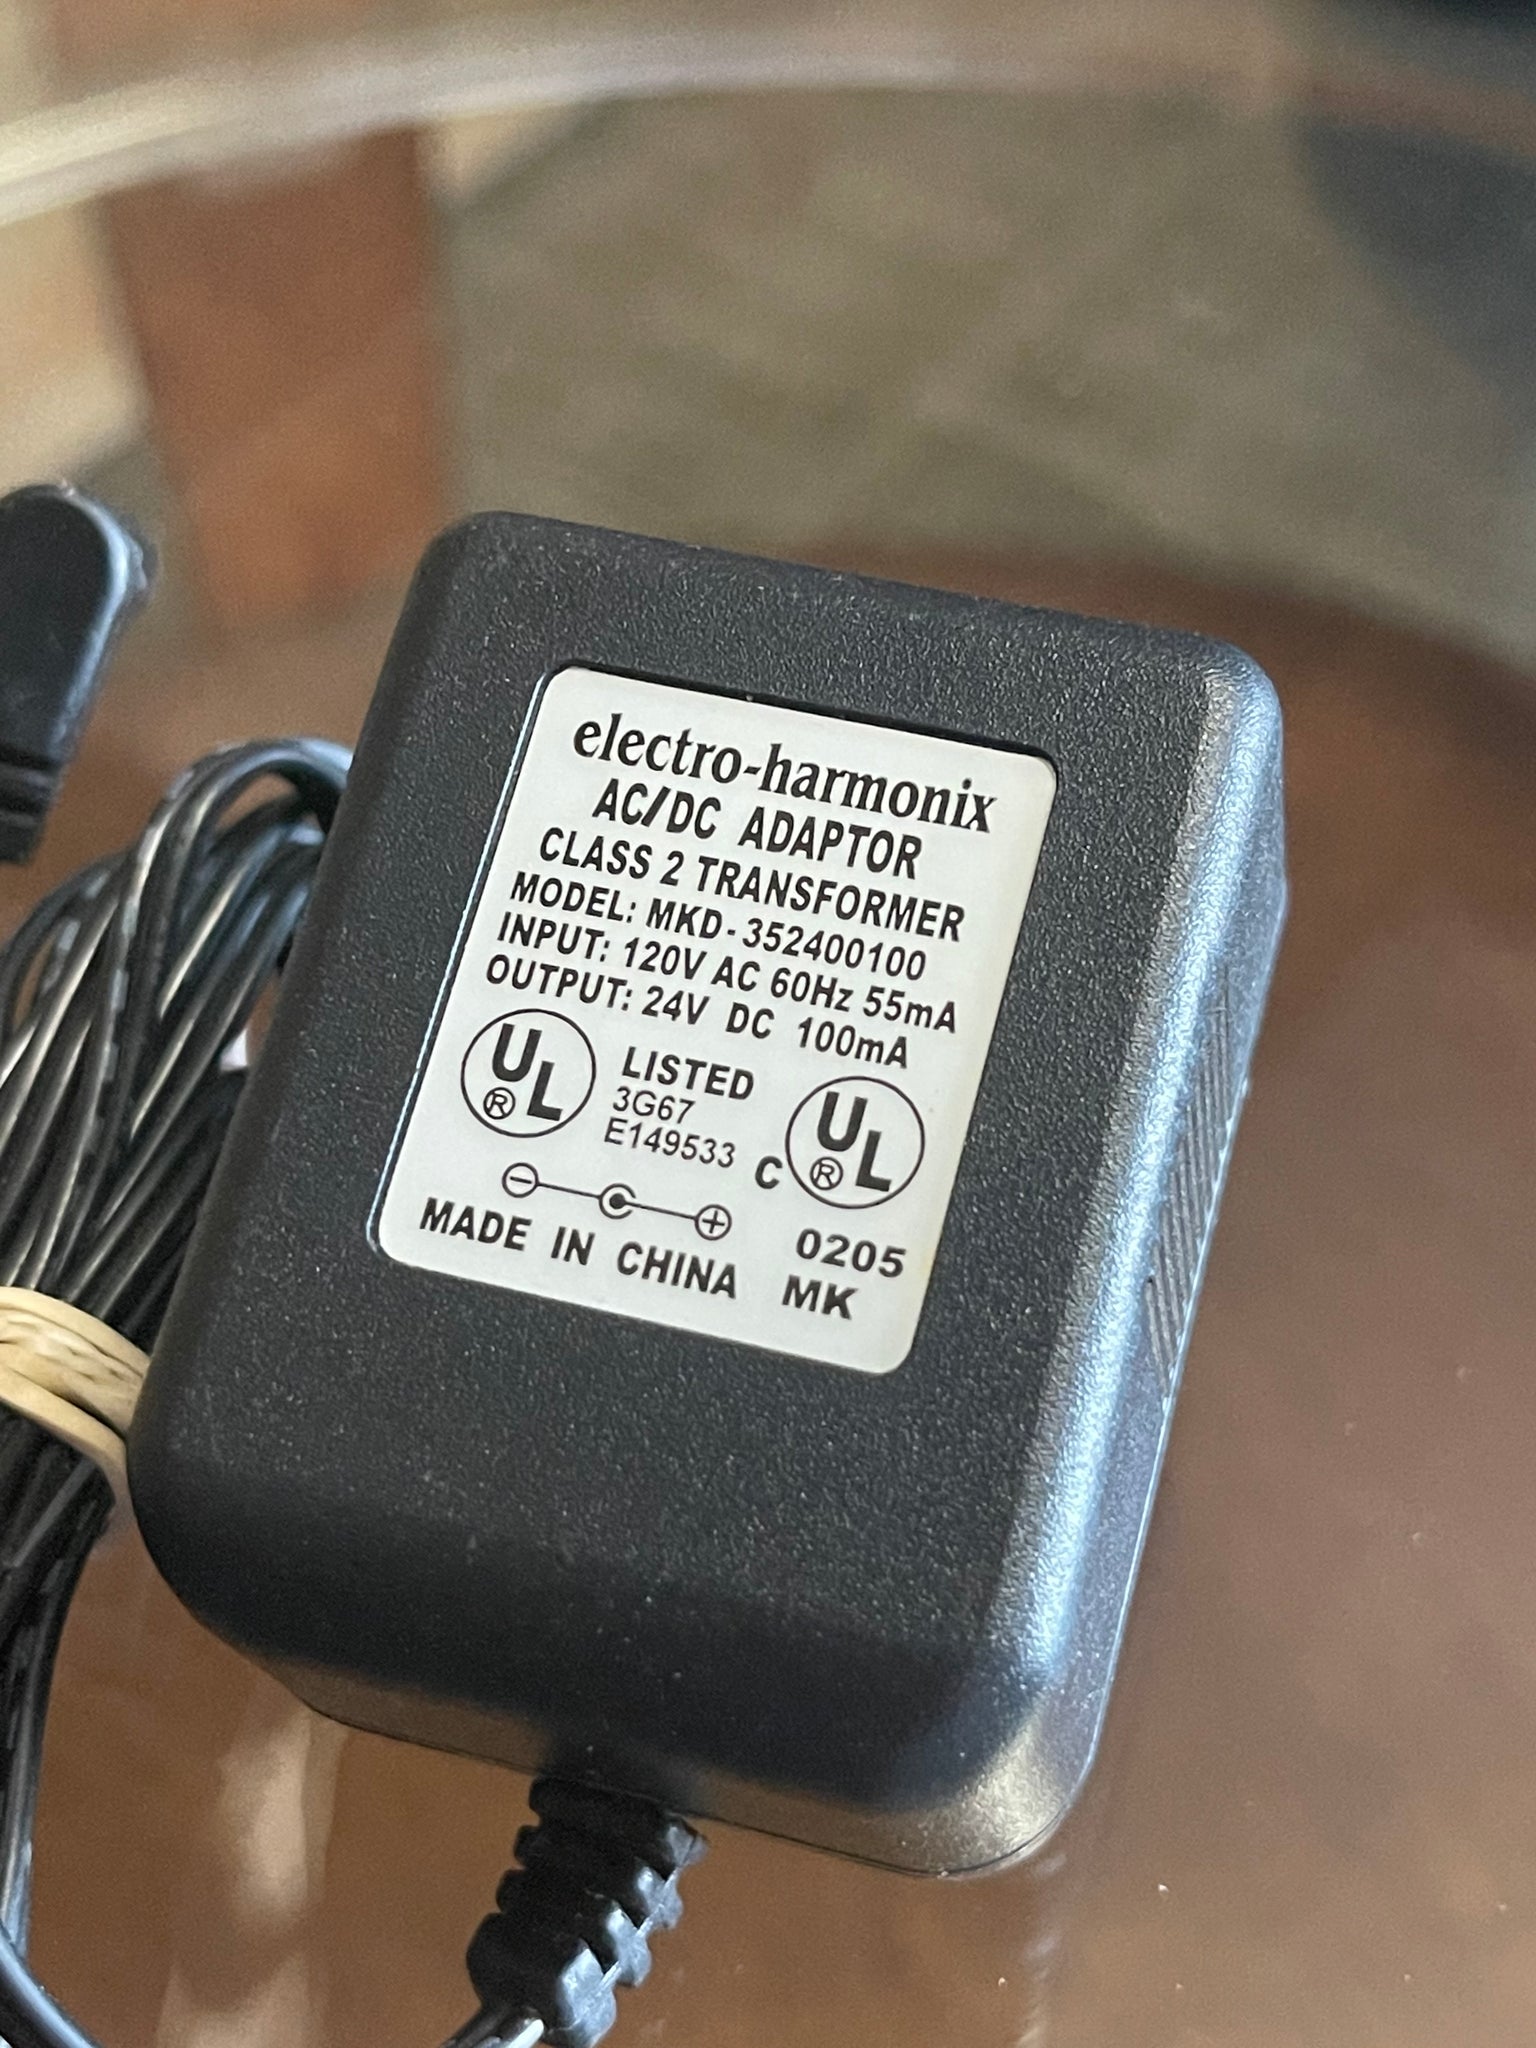 electro-harmonix
AC/DC ADAPTOR
CLASS 2 TRANSFORMER
MODEL: MKD-352400100
INPUT: 120V AC 60Hz 55mA
OUTPUT: 24V DC 100mA
UL ®
LISTED
3G67
E149533
C UL ®
0205
MADE IN CHINA MK